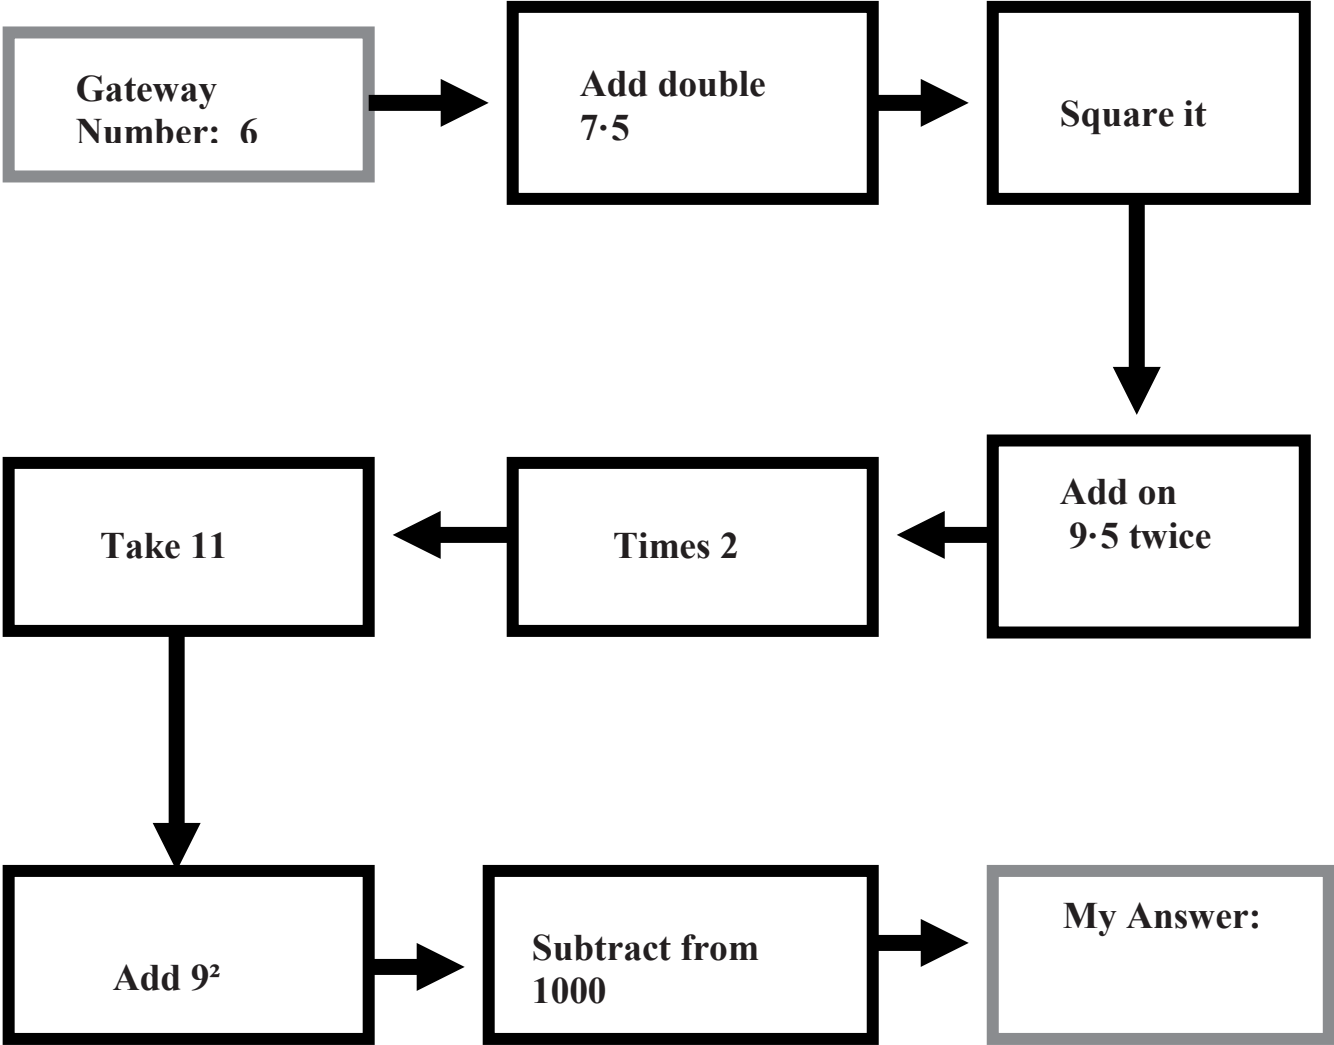 Gateway
Number:  6
Add double
7·5
Square it
Add on
9·5 twice
Times 2
Take 11
Add 9²
Subtract from
1000
My Answer: